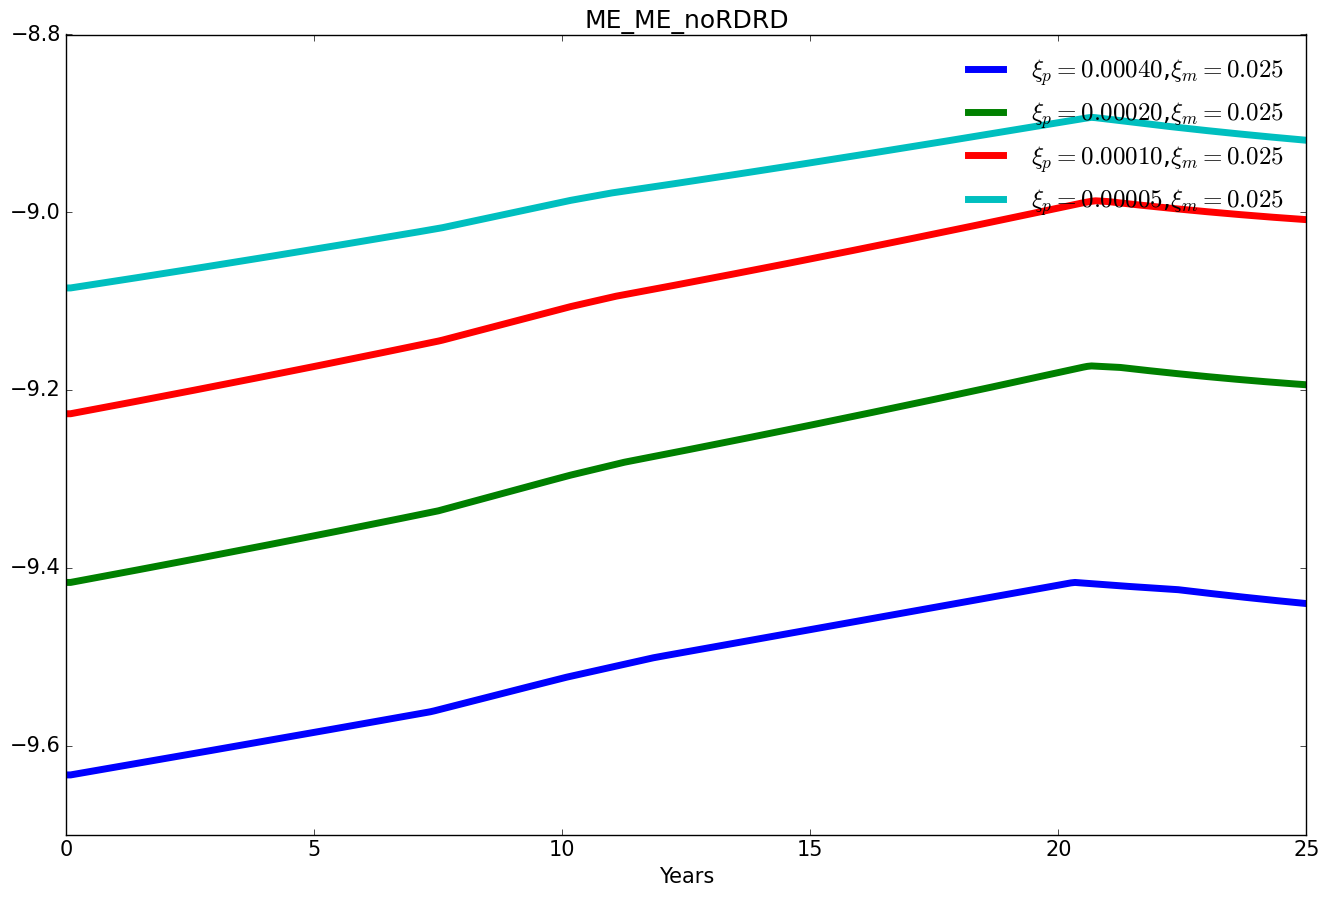 ME_ME_noRDRD
−8.8
−9.0
−9.2
−9.4
−9.6
ξp = 0.00040,ξm = 0.025
ξp = 0.00020,ξm = 0.025
ξp = 0.00010,ξm = 0.025
ξp = 0.00005,ξm = 0.025
0 5 10 15 20 25
Years